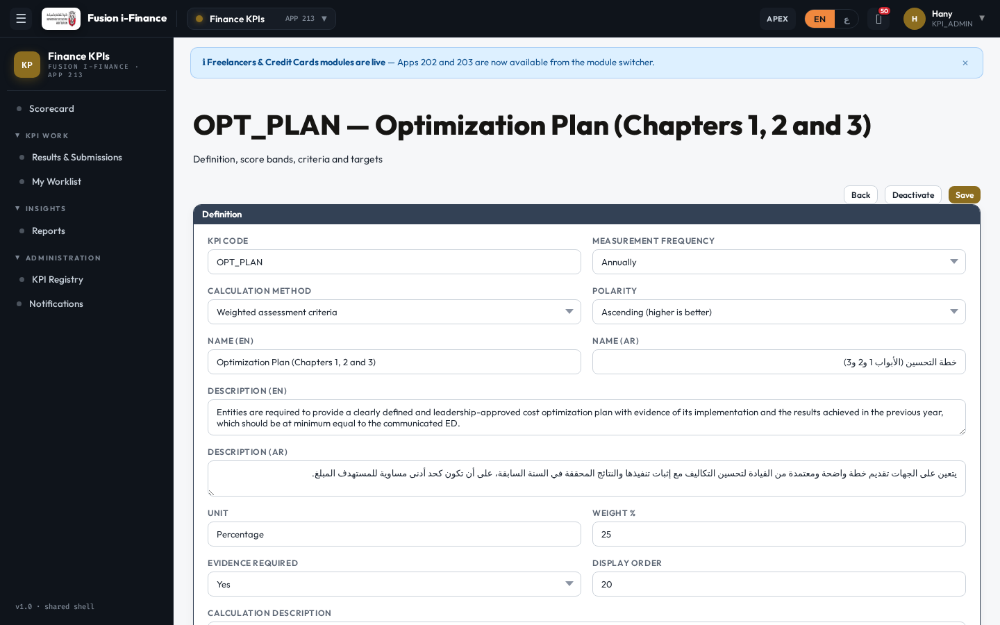 ☰
Fusion i-Finance
Finance KPIs
APP 213 ▼
APEX
EN
ع
50
H
Hany
KPI_ADMIN
▼
KP
Finance KPIs
FUSION I-FINANCE ·
APP 213
Scorecard
▼ KPI WORK
Results & Submissions
My Worklist
▼ INSIGHTS
Reports
▼ ADMINISTRATION
KPI Registry
Notifications
v1.0 · shared shell
ℹ Freelancers & Credit Cards modules are live — Apps 202 and 203 are now available from the module switcher.
×
OPT_PLAN — Optimization Plan (Chapters 1, 2 and 3)
Definition, score bands, criteria and targets
Back
Deactivate
Save
Definition
KPI CODE
OPT_PLAN
MEASUREMENT FREQUENCY
Annually
CALCULATION METHOD
Weighted assessment criteria
POLARITY
Ascending (higher is better)
NAME (EN)
Optimization Plan (Chapters 1, 2 and 3)
NAME (AR)
خطة التحسين (الأبواب 1 و2 و3)
DESCRIPTION (EN)
Entities are required to provide a clearly defined and leadership-approved cost optimization plan with evidence of its implementation and the results achieved in the previous year,
which should be at minimum equal to the communicated ED.
DESCRIPTION (AR)
يتعين على الجهات تقديم خطة واضحة ومعتمدة من القيادة لتحسين التكاليف مع إثبات تنفيذها والنتائج المحققة في السنة السابقة، على أن تكون كحد أدنى مساوية للمستهدف المبلغ.
UNIT
Percentage
WEIGHT %
25
EVIDENCE REQUIRED
Yes
DISPLAY ORDER
20
CALCULATION DESCRIPTION